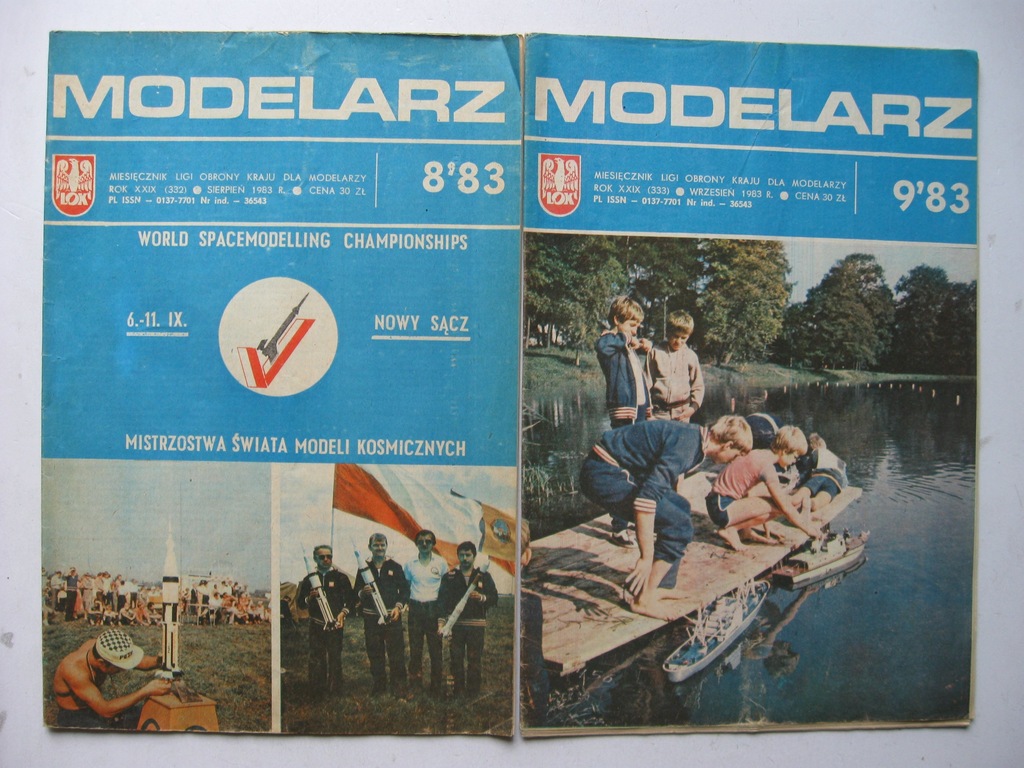 MODELARZ
LOK
MIESIĘCZNIK LIGI OBRONY KRAJU DLA MODELARZY
ROK XXIX (332) ● SIERPIEŃ 1983 R. ● CENA 30 ZŁ
PL ISSN — 0137-7701 Nr ind. — 36543
8'83
WORLD SPACEMODELLING CHAMPIONSHIPS
6.-11. IX.
NOWY SĄCZ
MISTRZOSTWA ŚWIATA MODELI KOSMICZNYCH
MODELARZ
LOK
MIESIĘCZNIK LIGI OBRONY KRAJU DLA MODELARZY
ROK XXIX (333) ● WRZESIEŃ 1983 R. ● CENA 30 ZŁ
PL ISSN — 0137-7701 Nr ind. — 36543
9'83